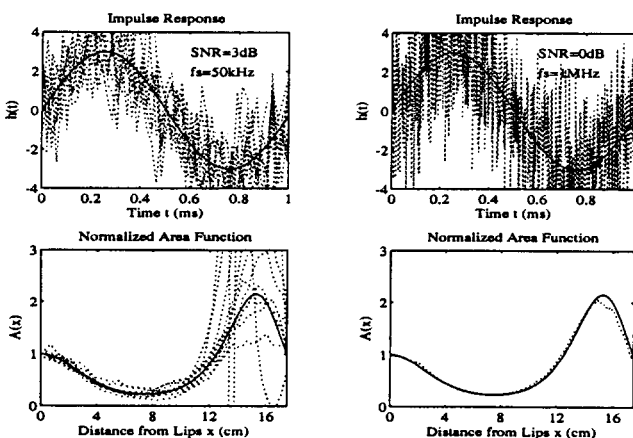 Impulse Response
4
2
0
-2
-4
h(t)
SNR=3dB
fs=50kHz
0
0.2
0.4
0.6
0.8
1
Time t (ms)
Impulse Response
4
2
0
-2
-4
h(t)
SNR=0dB
fs=1MHz
0
0.2
0.4
0.6
0.8
Time t (ms)
Normalized Area Function
3
2
1
0
A(x)
0
4
8
12
16
Distance from Lips x (cm)
Normalized Area Function
3
2
1
0
A(x)
0
4
8
12
16
Distance from Lips x (cm)